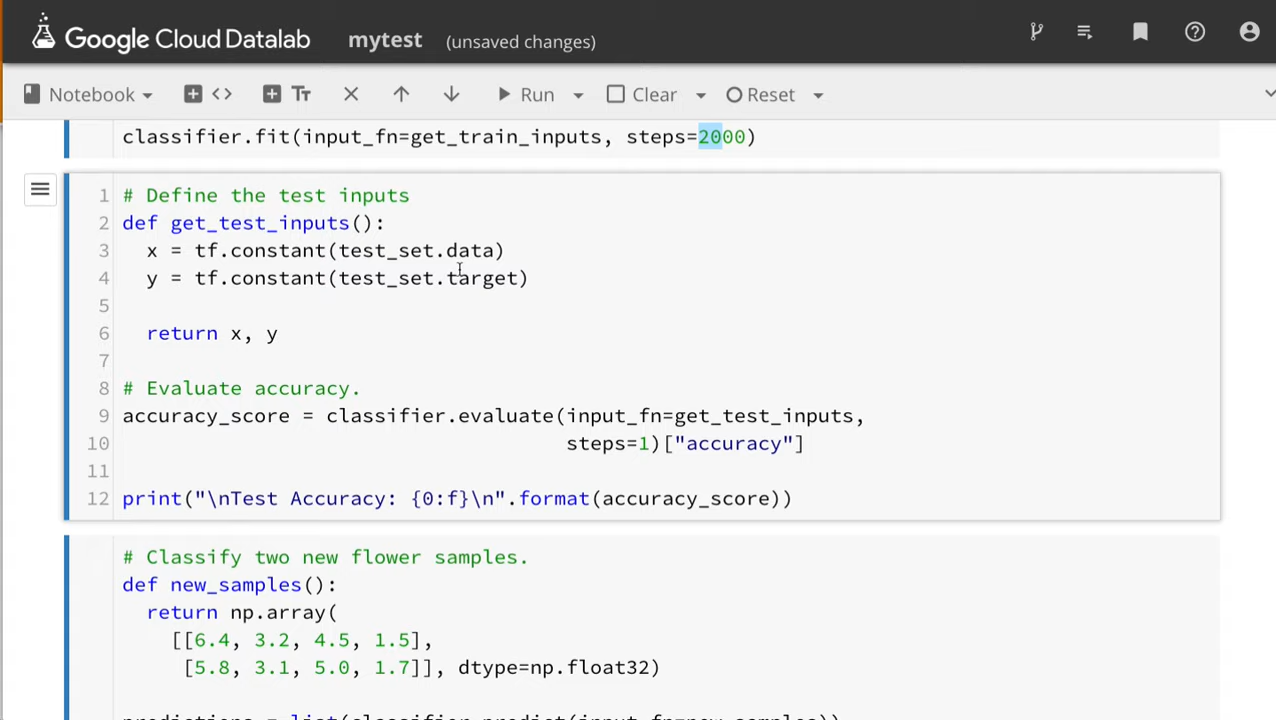 Google Cloud Datalab mytest (unsaved changes)
Notebook <> Tт Run Clear Reset
classifier.fit(input_fn=get_train_inputs, steps=2000)
1 # Define the test inputs
2 def get_test_inputs():
3 x = tf.constant(test_set.data)
4 y = tf.constant(test_set.target)
5
6 return x, y
7
8 # Evaluate accuracy.
9 accuracy_score = classifier.evaluate(input_fn=get_test_inputs,
10 steps=1)["accuracy"]
11
12 print("\nTest Accuracy: {0:f}\n".format(accuracy_score))
# Classify two new flower samples.
def new_samples():
return np.array(
[[6.4, 3.2, 4.5, 1.5],
[5.8, 3.1, 5.0, 1.7]], dtype=np.float32)
predictions = list(classifier.predict(input_fn=new_samples))